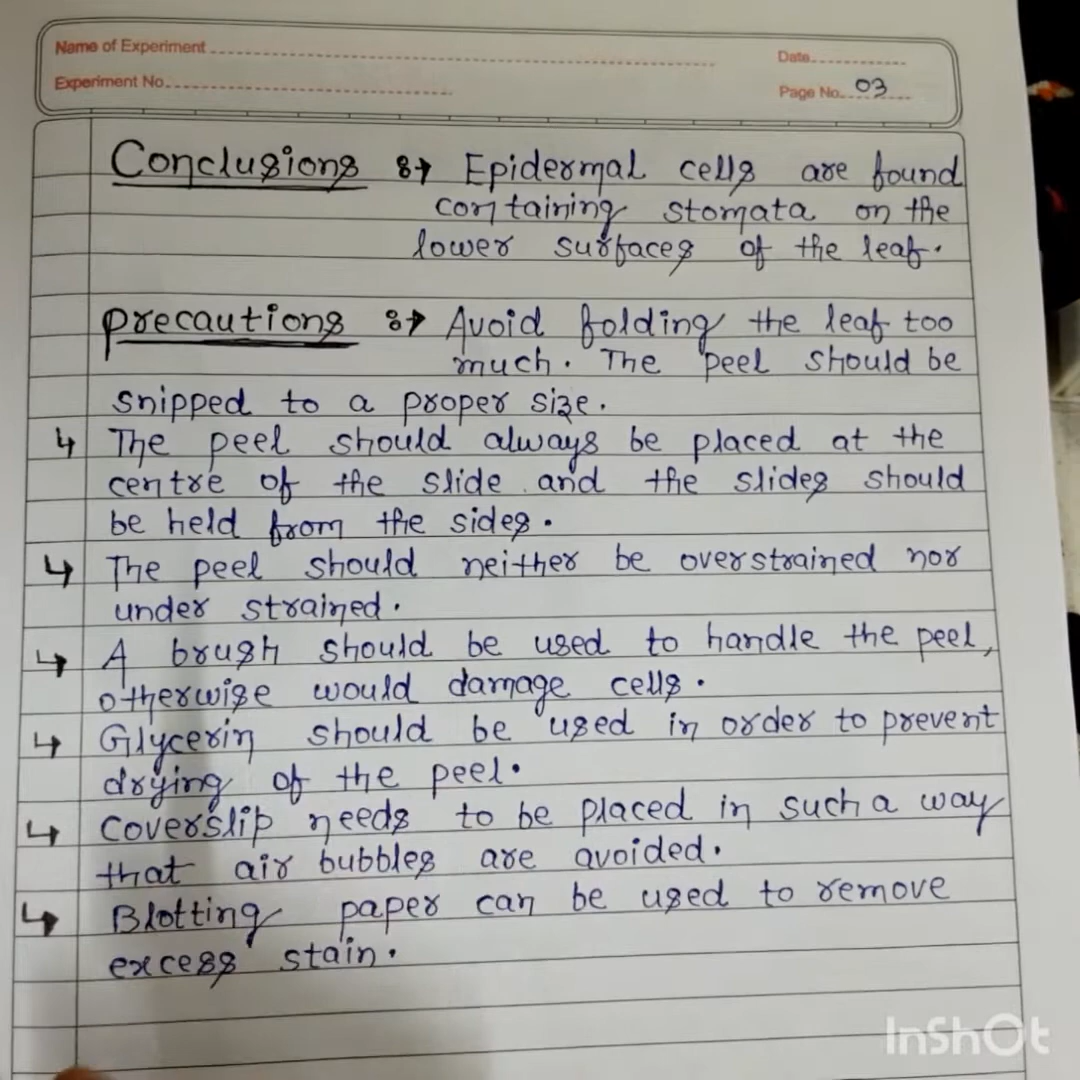 Name of Experiment Date
Experiment No. Page No. 03
Conclusions :→ Epidermal cells are found
containing stomata on the
lower surfaces of the leaf.
precautions :→ Avoid folding the leaf too
much. The peel should be
snipped to a proper size.
↳ The peel should always be placed at the
centre of the slide and the slides should
be held from the sides.
↳ The peel should neither be overstrained nor
under strained.
↳ A brush should be used to handle the peel,
otherwise would damage cells.
↳ Glycerin should be used in order to prevent
drying of the peel.
↳ coverslip needs to be placed in such a way
that air bubbles are avoided.
↳ Blotting paper can be used to remove
excess stain.
InShOt